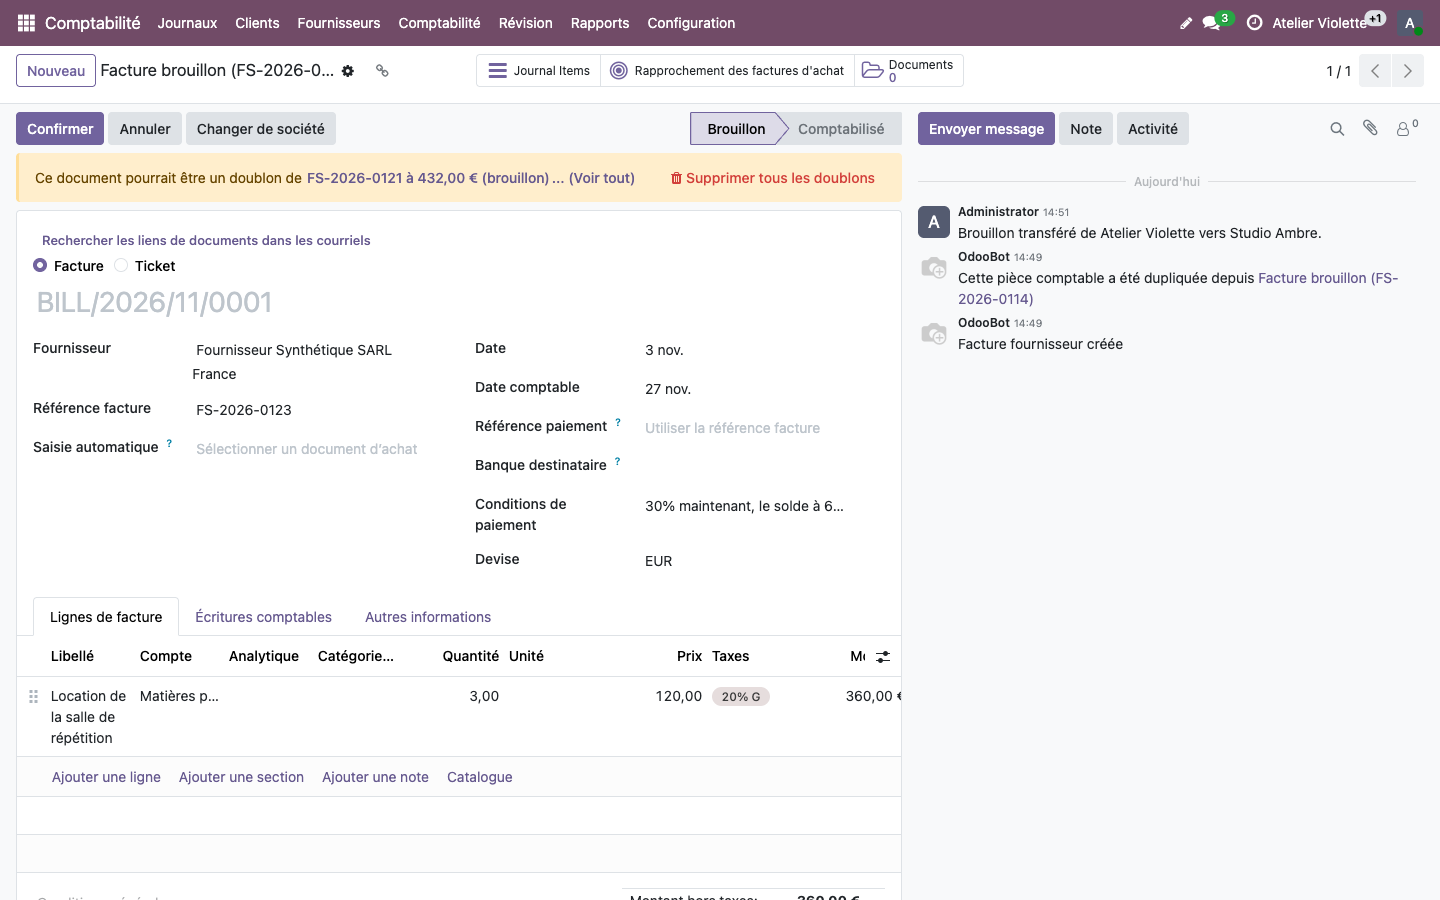 Comptabilité Journaux Clients Fournisseurs Comptabilité Révision Rapports Configuration 3 Atelier Violette +1 A
Nouveau Facture brouillon (FS-2026-0... Journal Items Rapprochement des factures d'achat Documents 0 1 / 1
Confirmer Annuler Changer de société Brouillon Comptabilisé Envoyer message Note Activité 0
Ce document pourrait être un doublon de FS-2026-0121 à 432,00 € (brouillon) ... (Voir tout) Supprimer tous les doublons
Rechercher les liens de documents dans les courriels
Facture Ticket
BILL/2026/11/0001
Fournisseur Fournisseur Synthétique SARL
France
Référence facture FS-2026-0123
Saisie automatique ? Sélectionner un document d'achat
Date 3 nov.
Date comptable 27 nov.
Référence paiement ? Utiliser la référence facture
Banque destinataire ?
Conditions de paiement 30% maintenant, le solde à 6...
Devise EUR
Lignes de facture Écritures comptables Autres informations
Libellé Compte Analytique Catégorie... Quantité Unité Prix Taxes
Location de la salle de répétition Matières p... 3,00 120,00 20% G 360,00 €
Ajouter une ligne Ajouter une section Ajouter une note Catalogue
Montant hors taxes: 360,00 €
Aujourd'hui
A Administrator 14:51
Brouillon transféré de Atelier Violette vers Studio Ambre.
OdooBot 14:49
Cette pièce comptable a été dupliquée depuis Facture brouillon (FS-
2026-0114)
OdooBot 14:49
Facture fournisseur créée